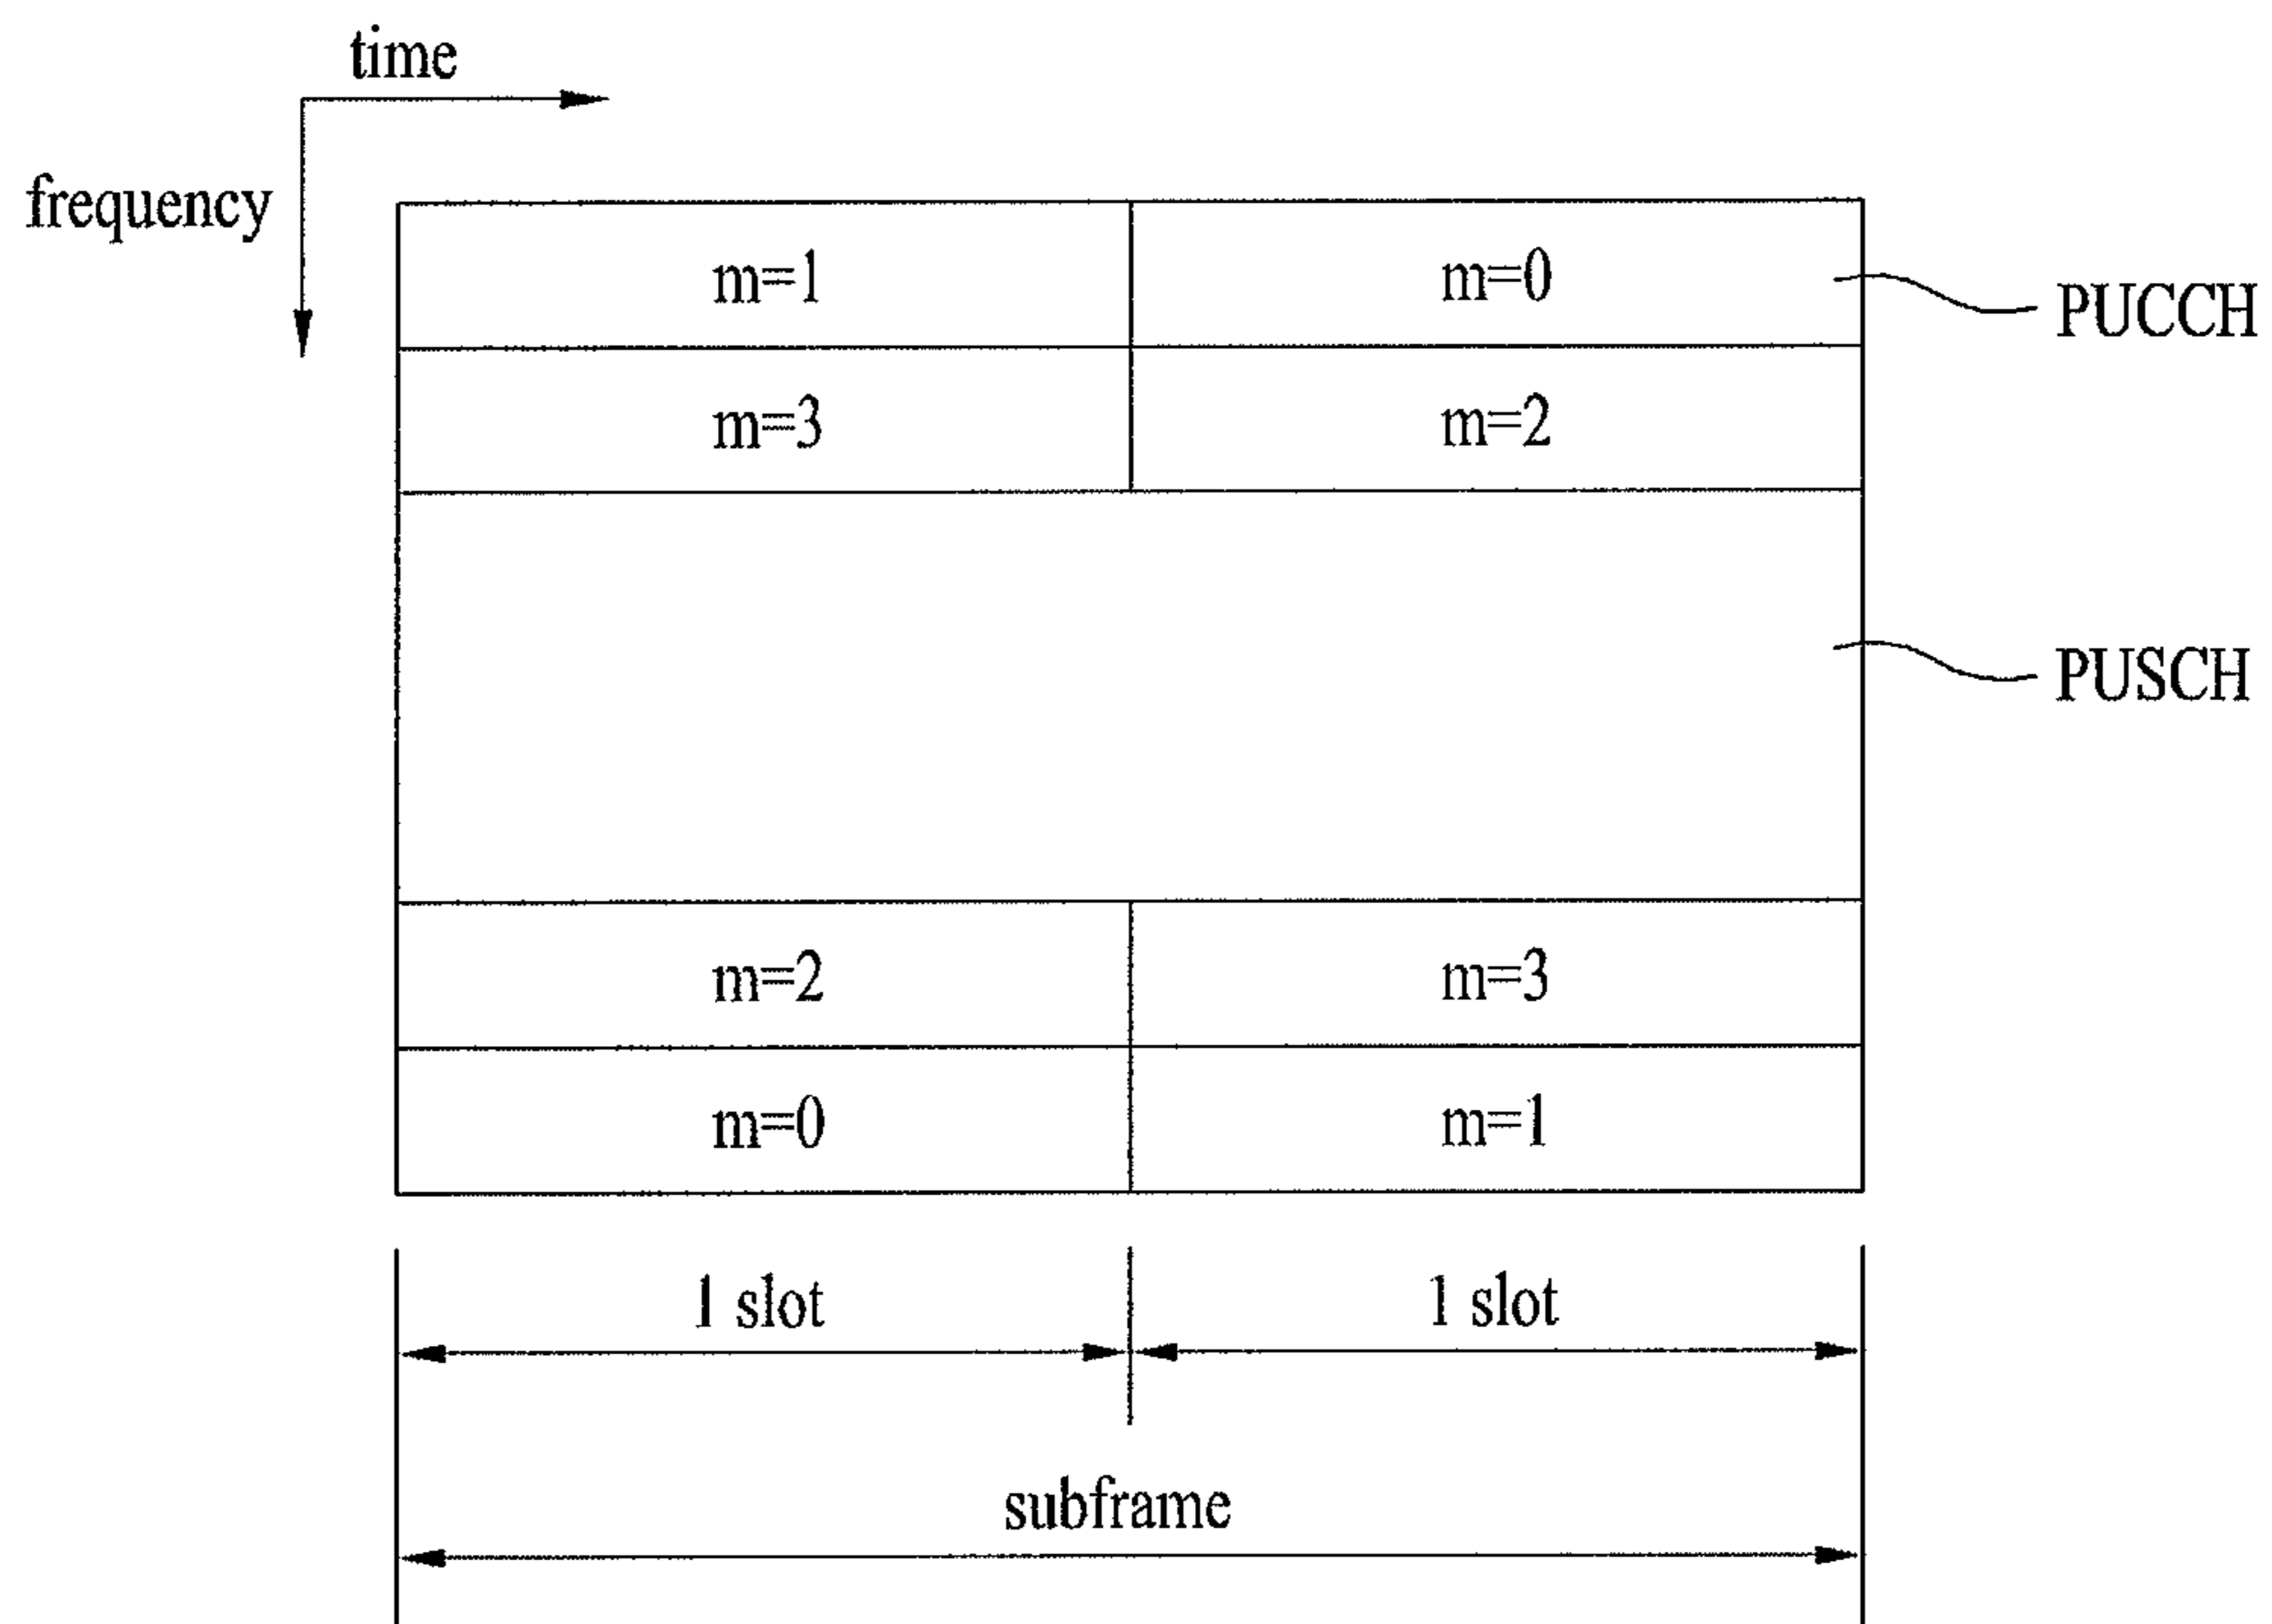 time
frequency
m=1
m=0
PUCCH
m=3
m=2
PUSCH
m=2
m=3
m=0
m=1
1 slot
1 slot
subframe